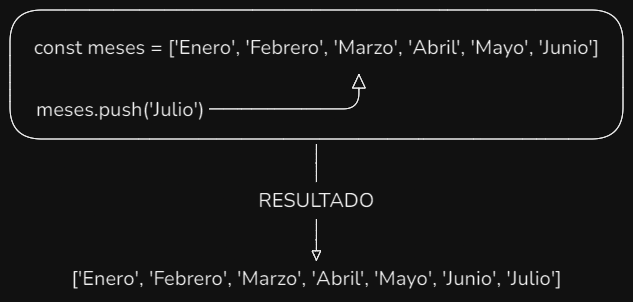 const meses = ['Enero', 'Febrero', 'Marzo', 'Abril', 'Mayo', 'Junio']
meses.push('Julio')
RESULTADO
['Enero', 'Febrero', 'Marzo', 'Abril', 'Mayo', 'Junio', 'Julio']